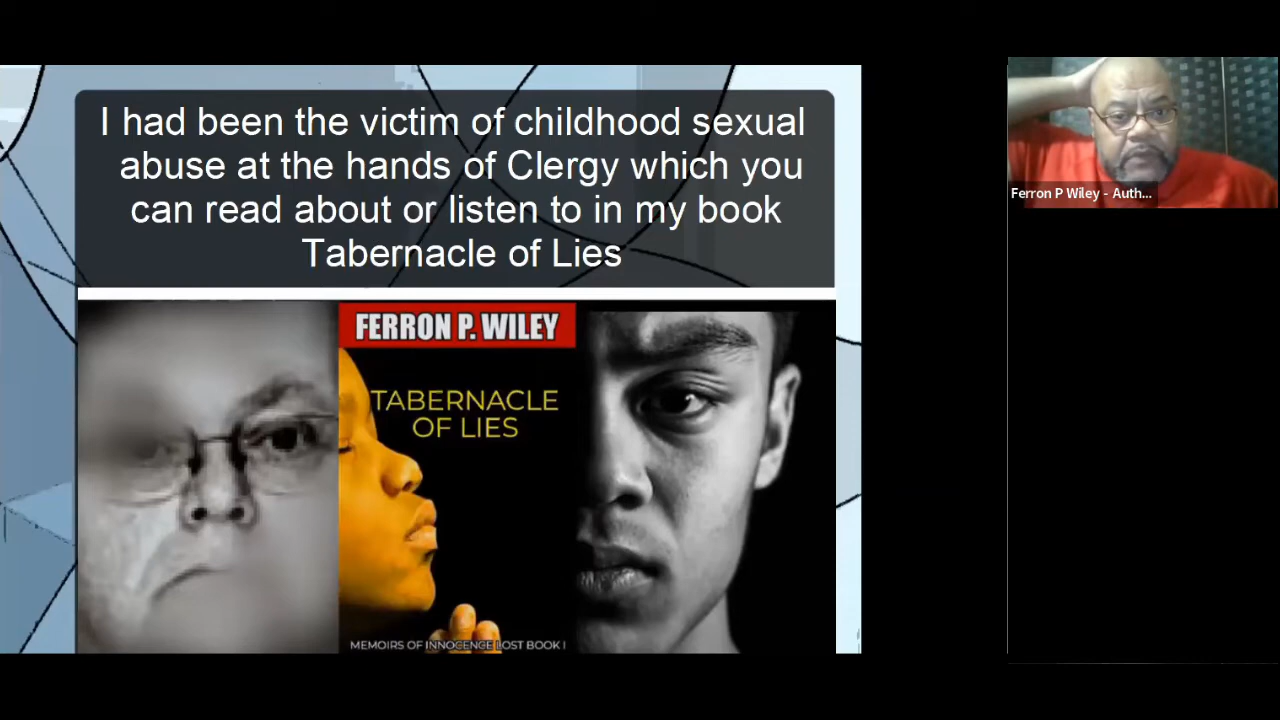 I had been the victim of childhood sexual
abuse at the hands of Clergy which you
can read about or listen to in my book
Tabernacle of Lies
FERRON P. WILEY
TABERNACLE
OF LIES
MEMOIRS OF INNOCENCE LOST BOOK I
Ferron P Wiley - Auth...